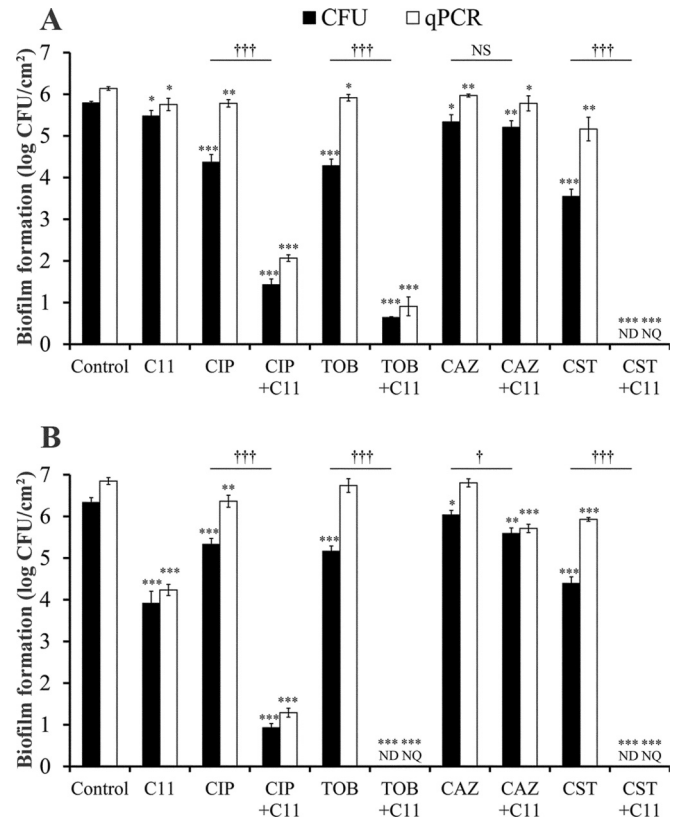 A
CFU qPCR
Biofilm formation (log CFU/cm²)
7
6
5
4
3
2
1
0
††† ††† NS †††
* * *** ** *** *** *** * *** *** * ** ** * *** ** *** ***
ND NQ
Control C11 CIP CIP TOB TOB CAZ CAZ CST CST
+C11 +C11 +C11 +C11
B
Biofilm formation (log CFU/cm²)
7
6
5
4
3
2
1
0
††† ††† † †††
*** *** *** ** *** *** *** *** *** * ** *** *** *** *** ***
ND NQ ND NQ
Control C11 CIP CIP TOB TOB CAZ CAZ CST CST
+C11 +C11 +C11 +C11